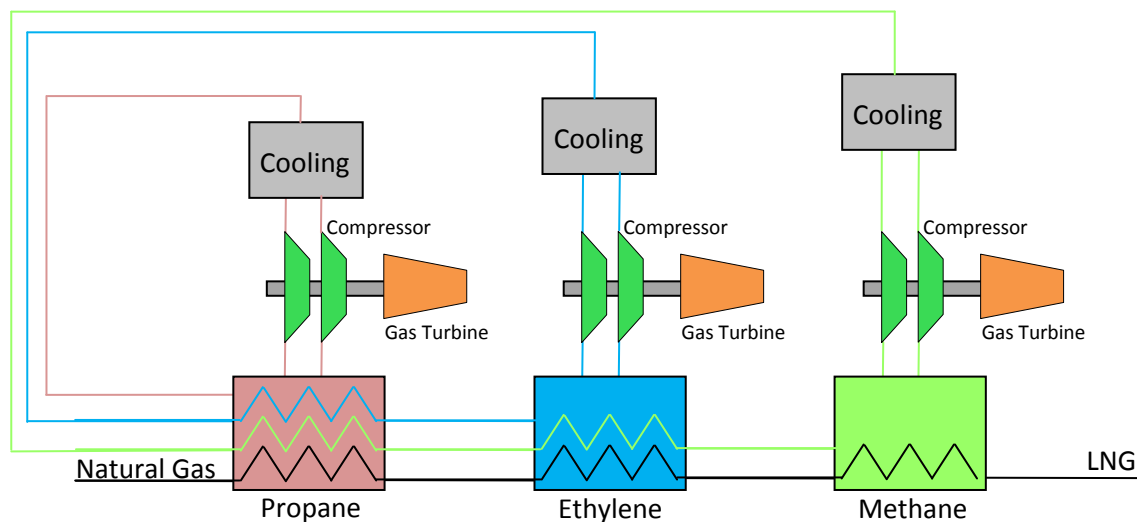 Cooling
Cooling
Cooling
Compressor
Compressor
Compressor
Gas Turbine
Gas Turbine
Gas Turbine
Natural Gas
LNG
Propane
Ethylene
Methane